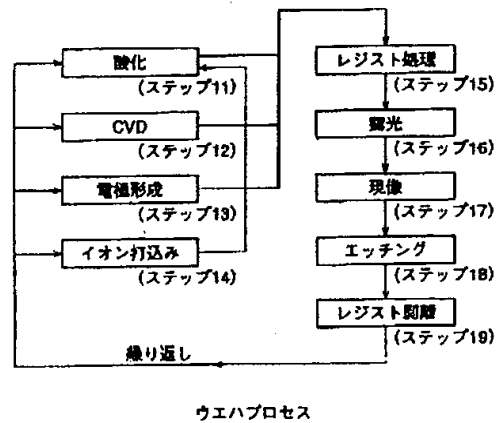 酸化
(ステップ11)
CVD
(ステップ12)
電極形成
(ステップ13)
イオン打込み
(ステップ14)
レジスト処理
(ステップ15)
露光
(ステップ16)
現像
(ステップ17)
エッチング
(ステップ18)
レジスト剝離
(ステップ19)
繰り返し
ウエハプロセス